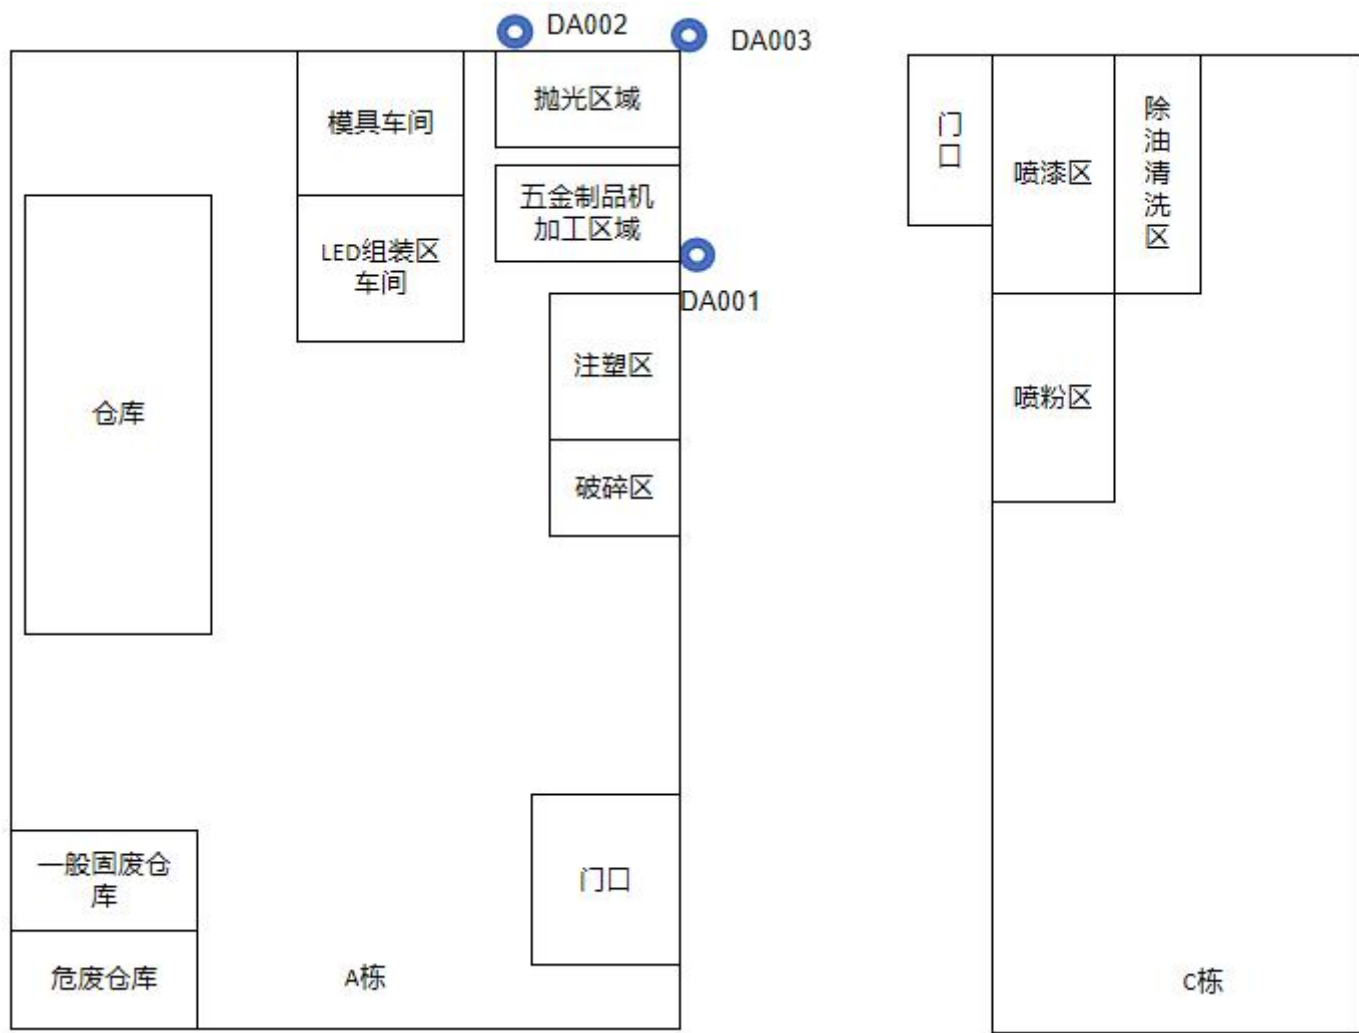 DA002
DA003
抛光区域
模具车间
门
口
喷漆区
除
油
清
洗
区
五金制品机
加工区域
LED组装区
车间
DA001
注塑区
喷粉区
仓库
破碎区
一般固废仓
库
门口
危废仓库
A栋
C栋